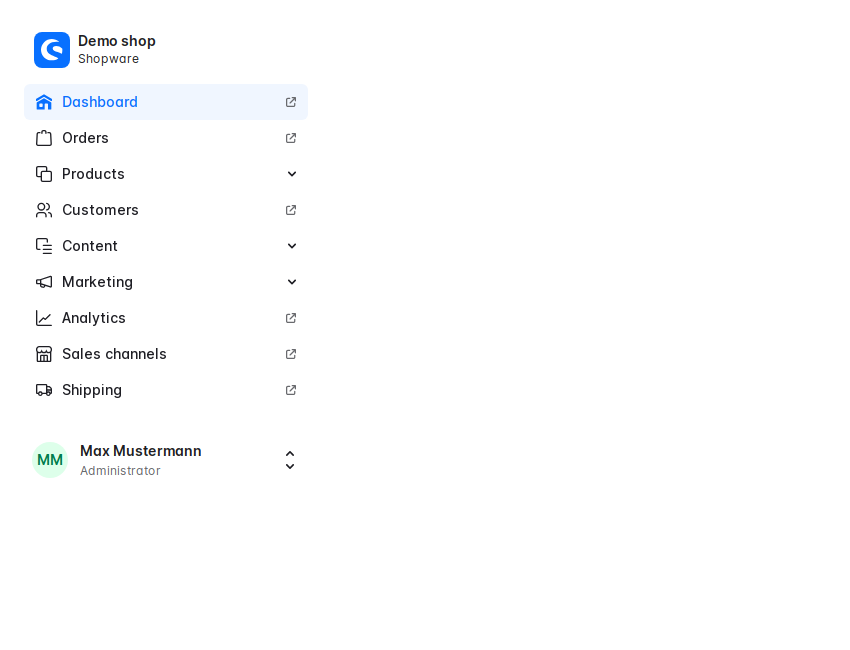 Demo shop
Shopware
Dashboard
Orders
Products
Customers
Content
Marketing
Analytics
Sales channels
Shipping
MM
Max Mustermann
Administrator